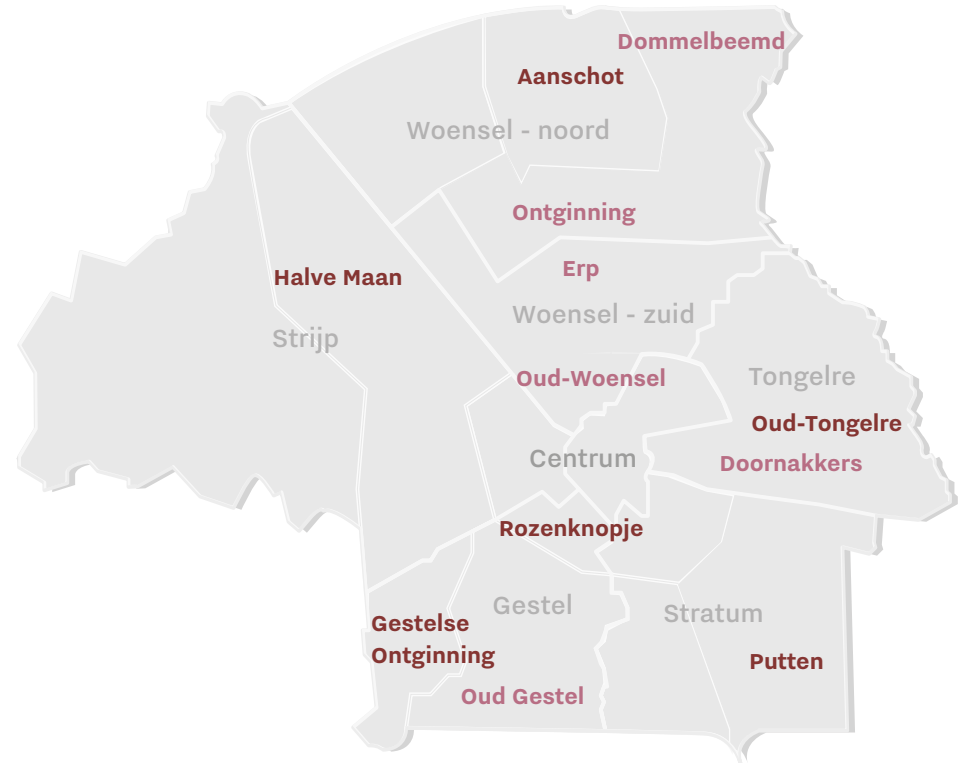 Dommelbeemd
Aanschot
Woensel - noord
Ontginning
Erp
Halve Maan
Woensel - zuid
Strijp
Oud-Woensel
Tongelre
Oud-Tongelre
Centrum
Doornakkers
Rozenknopje
Gestel
Stratum
Gestelse
Ontginning
Putten
Oud Gestel